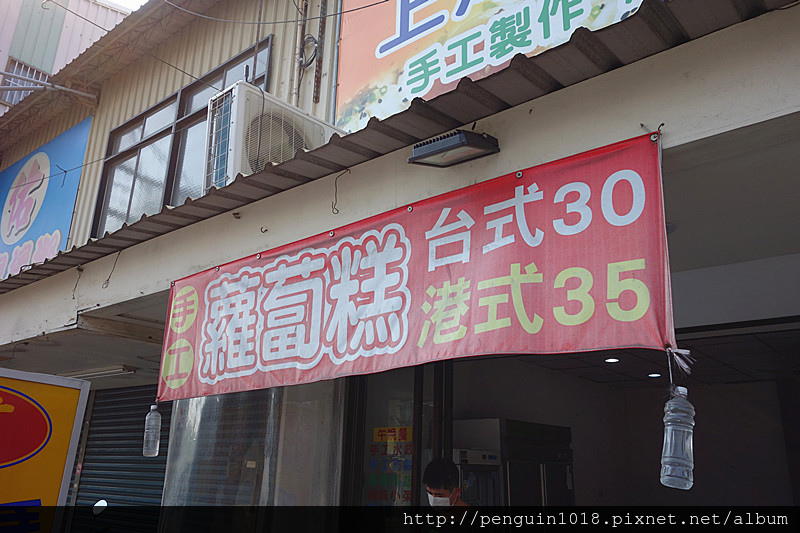 手工製作
手工
蘿蔔糕
台式30
港式35
http://penguin1018.pixnet.net/album